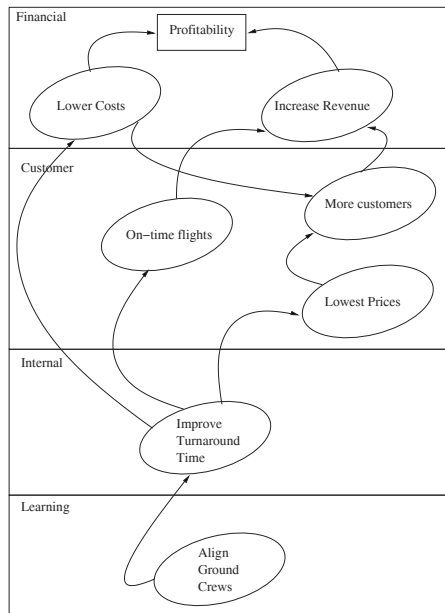 Financial
Profitability
Lower Costs
Increase Revenue
Customer
More customers
On-time flights
Lowest Prices
Internal
Improve
Turnaround
Time
Learning
Align
Ground
Crews